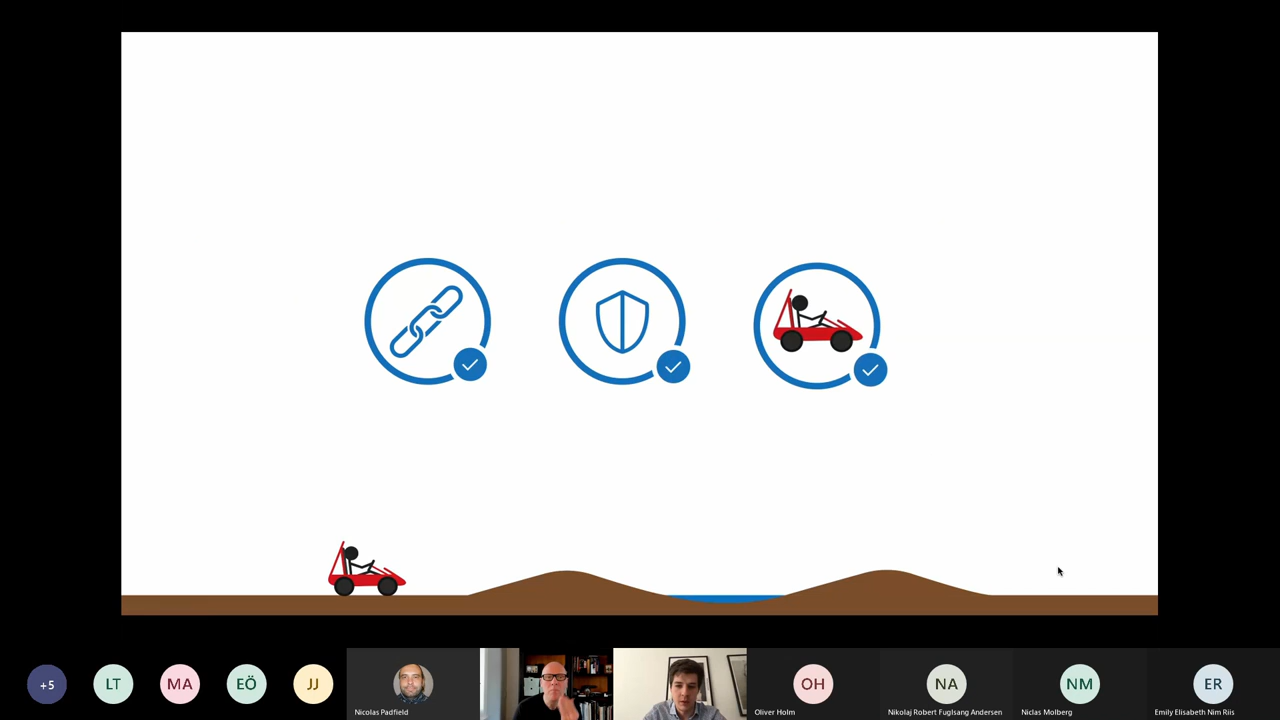 +5
LT
MA
EÖ
JJ
Nicolas Padfield
OH
Oliver Holm
NA
Nikolaj Robert Fuglsang Andersen
NM
Niclas Molberg
ER
Emily Elisabeth Nim Riis